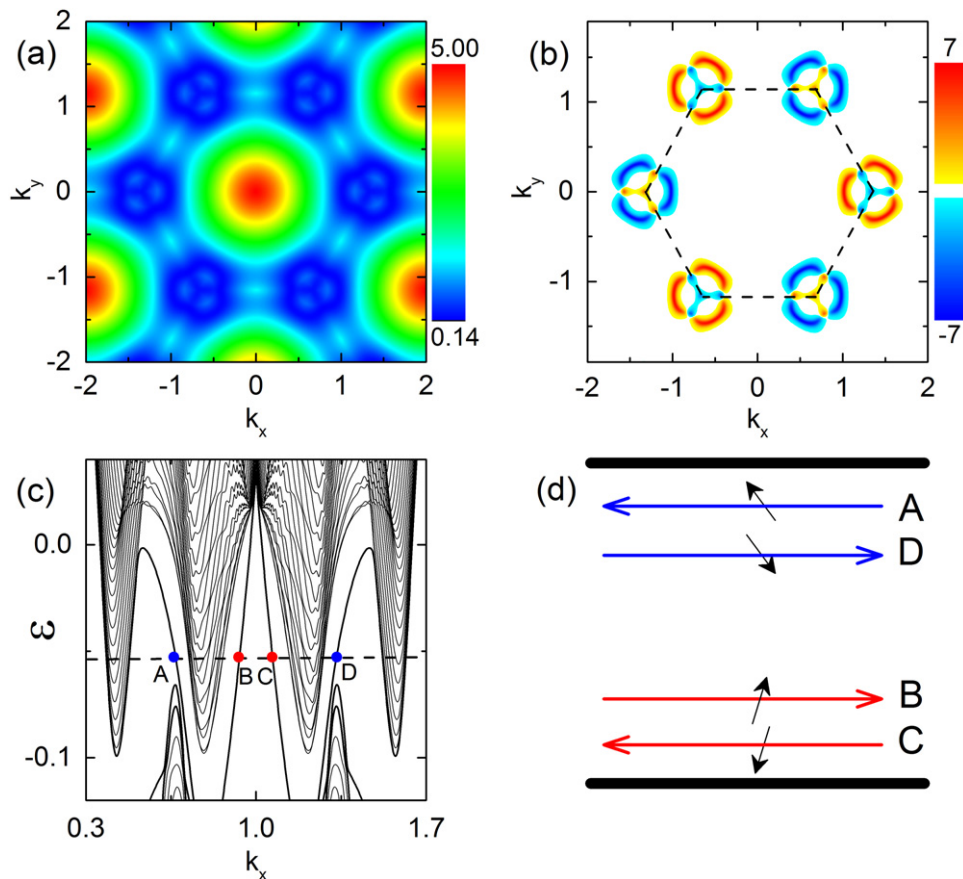 (a)
2
1
0
-1
-2
k_y
-2 -1 0 1 2
k_x
5.00
0.14
(b)
1
0
-1
k_y
-2 -1 0 1 2
k_x
7
-7
(c)
0.0
-0.1
ε
A B C D
0.3 1.0 1.7
k_x
(d)
A
D
B
C